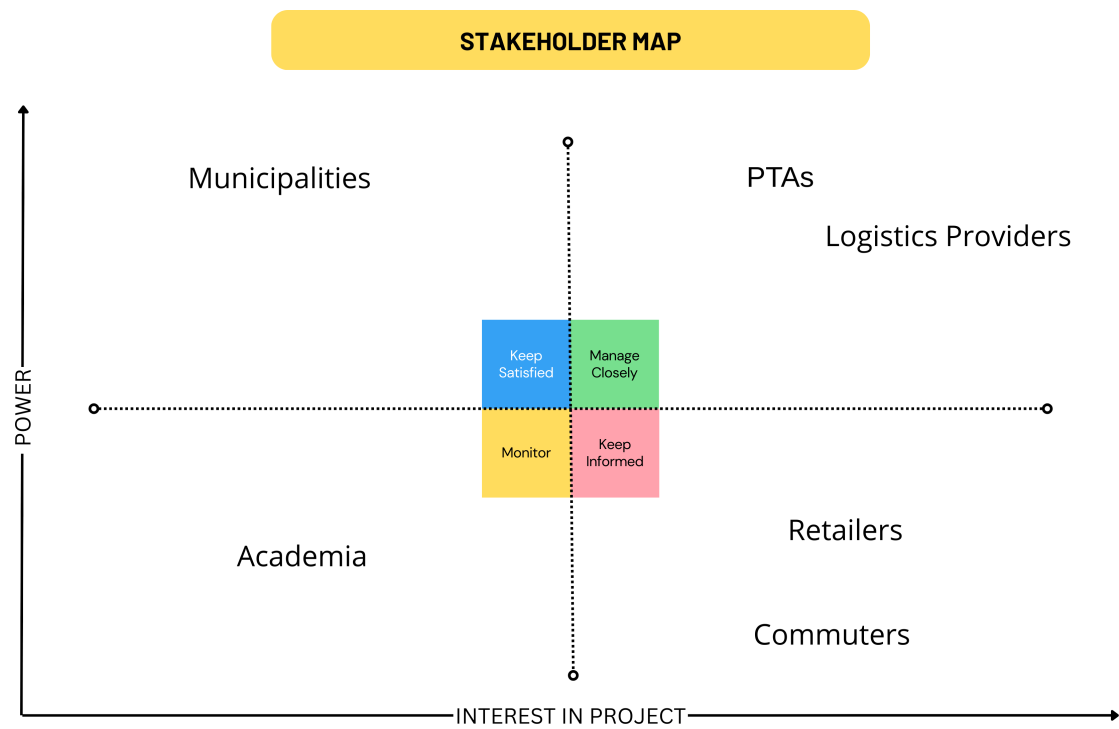 STAKEHOLDER MAP
Municipalities
PTAs
Logistics Providers
Keep
Satisfied
Manage
Closely
POWER
Monitor
Keep
Informed
Retailers
Academia
Commuters
INTEREST IN PROJECT